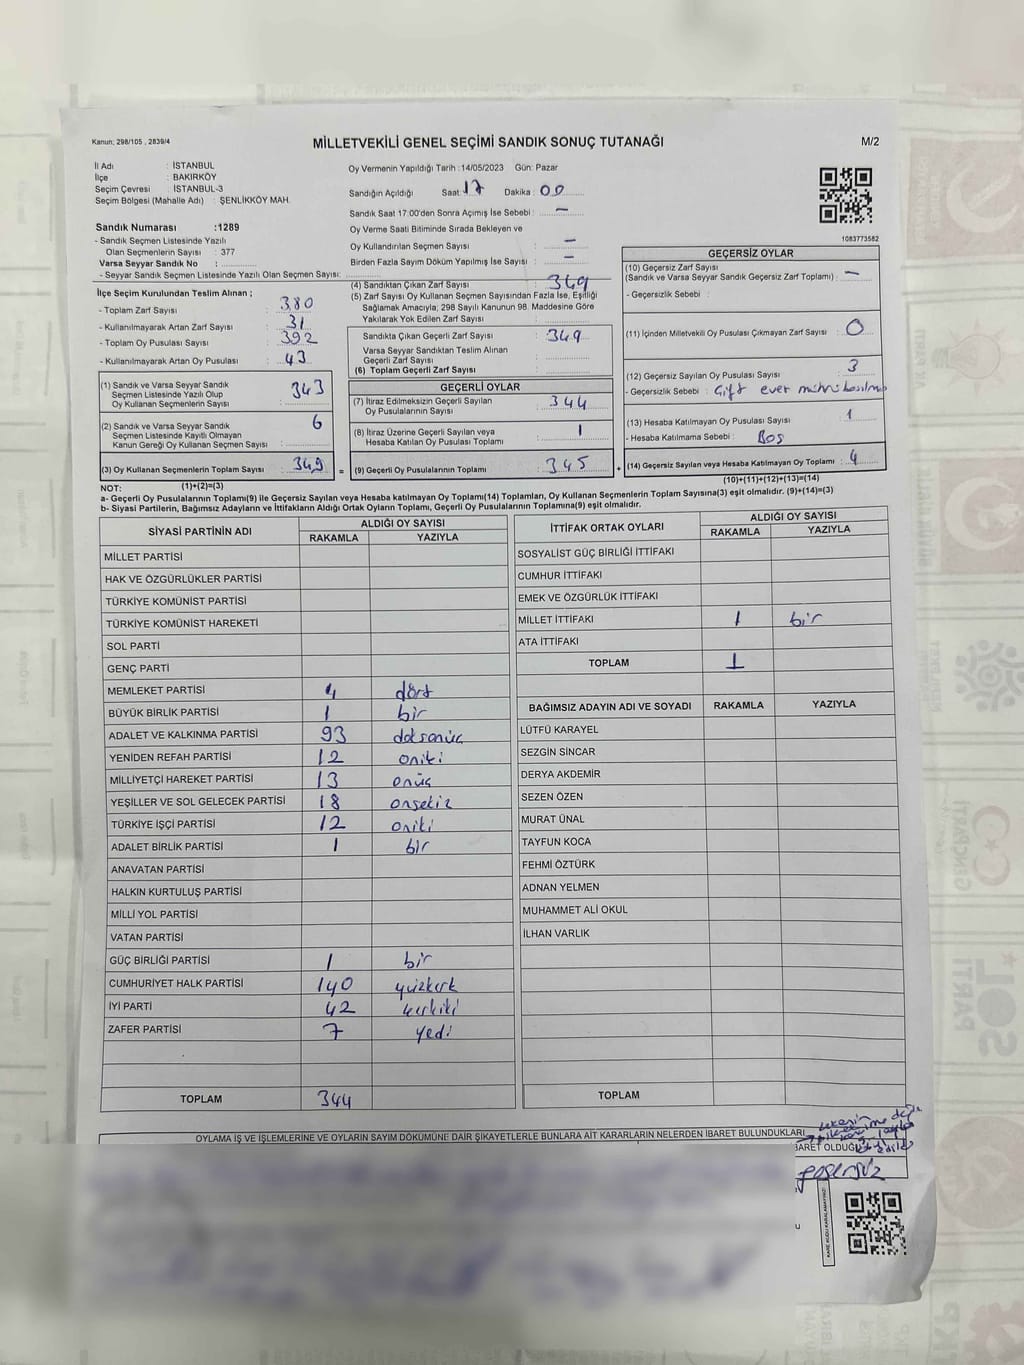 Kanun; 298/105 , 2839/4
MİLLETVEKİLİ GENEL SEÇİMİ SANDIK SONUÇ TUTANAĞI
M/2
İl Adı : İSTANBUL
İlçe : BAKIRKÖY
Seçim Çevresi : İSTANBUL-3
Seçim Bölgesi (Mahalle Adı) : ŞENLİKKÖY MAH.
Sandık Numarası :1289
- Sandık Seçmen Listesinde Yazılı
Olan Seçmenlerin Sayısı : 377
Varsa Seyyar Sandık No :
- Seyyar Sandık Seçmen Listesinde Yazılı Olan Seçmen Sayısı:
Oy Vermenin Yapıldığı Tarih :14/05/2023 Gün: Pazar
Sandığın Açıldığı Saat 17 Dakika : 00
Sandık Saat 17:00'den Sonra Açımış İse Sebebi : –
Oy Verme Saati Bitiminde Sırada Bekleyen ve
Oy Kullandırılan Seçmen Sayısı : –
Birden Fazla Sayım Döküm Yapılmış İse Sayısı : –
1083773582
İlçe Seçim Kurulundan Teslim Alınan ;
- Toplam Zarf Sayısı : 380
- Kullanılmayarak Artan Zarf Sayısı : 31
- Toplam Oy Pusulası Sayısı : 392
- Kullanılmayarak Artan Oy Pusulası : 43
(1) Sandık ve Varsa Seyyar Sandık
Seçmen Listesinde Yazılı Olup
Oy Kullanan Seçmenlerin Sayısı : 343
(2) Sandık ve Varsa Seyyar Sandık
Seçmen Listesinde Kayıtlı Olmayan
Kanun Gereği Oy Kullanan Seçmen Sayısı : 6
(3) Oy Kullanan Seçmenlerin Toplam Sayısı : 349 =
(4) Sandıktan Çıkan Zarf Sayısı : 349
(5) Zarf Sayısı Oy Kullanan Seçmen Sayısından Fazla İse, Eşitliği
Sağlamak Amacıyla; 298 Sayılı Kanunun 98. Maddesine Göre
Yakılarak Yok Edilen Zarf Sayısı :
Sandıkta Çıkan Geçerli Zarf Sayısı : 349
Varsa Seyyar Sandıktan Teslim Alınan
Geçerli Zarf Sayısı :
(6) Toplam Geçerli Zarf Sayısı :
GEÇERLİ OYLAR
(7) İtiraz Edilmeksizin Geçerli Sayılan
Oy Pusulalarının Sayısı : 344
(8) İtiraz Üzerine Geçerli Sayılan veya
Hesaba Katılan Oy Pusulası Toplamı : 1
(9) Geçerli Oy Pusulalarının Toplamı : 345 +
GEÇERSİZ OYLAR
(10) Geçersiz Zarf Sayısı
(Sandık ve Varsa Seyyar Sandık Geçersiz Zarf Toplamı) : –
- Geçersizlik Sebebi :
(11) İçinden Milletvekili Oy Pusulası Çıkmayan Zarf Sayısı : 0
(12) Geçersiz Sayılan Oy Pusulası Sayısı : 3
- Geçersizlik Sebebi : Çift evet mührü basılmış
(13) Hesaba Katılmayan Oy Pusulası Sayısı : 1
- Hesaba Katılmama Sebebi : Boş
(14) Geçersiz Sayılan veya Hesaba Katılmayan Oy Toplamı : 4
NOT: (1)+(2)=(3)
(10)+(11)+(12)+(13)=(14)
a- Geçerli Oy Pusulalarının Toplamı(9) ile Geçersiz Sayılan veya Hesaba katılmayan Oy Toplamı(14) Toplamları, Oy Kullanan Seçmenlerin Toplam Sayısına(3) eşit olmalıdır. (9)+(14)=(3)
b- Siyasi Partilerin, Bağımsız Adayların ve İttifakların Aldığı Ortak Oyların Toplamı, Geçerli Oy Pusulalarının Toplamına(9) eşit olmalıdır.
SİYASİ PARTİNİN ADI
ALDIĞI OY SAYISI
RAKAMLA YAZIYLA
MİLLET PARTİSİ
HAK VE ÖZGÜRLÜKLER PARTİSİ
TÜRKİYE KOMÜNİST PARTİSİ
TÜRKİYE KOMÜNİST HAREKETİ
SOL PARTİ
GENÇ PARTİ
MEMLEKET PARTİSİ 4 dört
BÜYÜK BİRLİK PARTİSİ 1 bir
ADALET VE KALKINMA PARTİSİ 93 doksanüç
YENİDEN REFAH PARTİSİ 12 oniki
MİLLİYETÇİ HAREKET PARTİSİ 13 onüç
YEŞİLLER VE SOL GELECEK PARTİSİ 18 onsekiz
TÜRKİYE İŞÇİ PARTİSİ 12 oniki
ADALET BİRLİK PARTİSİ 1 bir
ANAVATAN PARTİSİ
HALKIN KURTULUŞ PARTİSİ
MİLLİ YOL PARTİSİ
VATAN PARTİSİ
GÜÇ BİRLİĞİ PARTİSİ 1 bir
CUMHURİYET HALK PARTİSİ 140 yüzkırk
İYİ PARTİ 42 kırkiki
ZAFER PARTİSİ 7 yedi
TOPLAM 344
İTTİFAK ORTAK OYLARI
ALDIĞI OY SAYISI
RAKAMLA YAZIYLA
SOSYALİST GÜÇ BİRLİĞİ İTTİFAKI
CUMHUR İTTİFAKI
EMEK VE ÖZGÜRLÜK İTTİFAKI
MİLLET İTTİFAKI 1 bir
ATA İTTİFAKI
TOPLAM 1
BAĞIMSIZ ADAYIN ADI VE SOYADI RAKAMLA YAZIYLA
LÜTFÜ KARAYEL
SEZGİN SİNCAR
DERYA AKDEMİR
SEZEN ÖZEN
MURAT ÜNAL
TAYFUN KOCA
FEHMİ ÖZTÜRK
ADNAN YELMEN
MUHAMMET ALİ OKUL
İLHAN VARLIK
TOPLAM
OYLAMA İŞ VE İŞLEMLERİNE VE OYLARIN SAYIM DÖKÜMÜNE DAİR ŞİKAYETLERLE BUNLARA AİT KARARLARIN NELERDEN İBARET BULUNDUKLARI
BARET OLDUĞU
geçersiz
KARE KODU KARALAMAYINIZ!
GENÇPARTİ
SOL
PARTİ